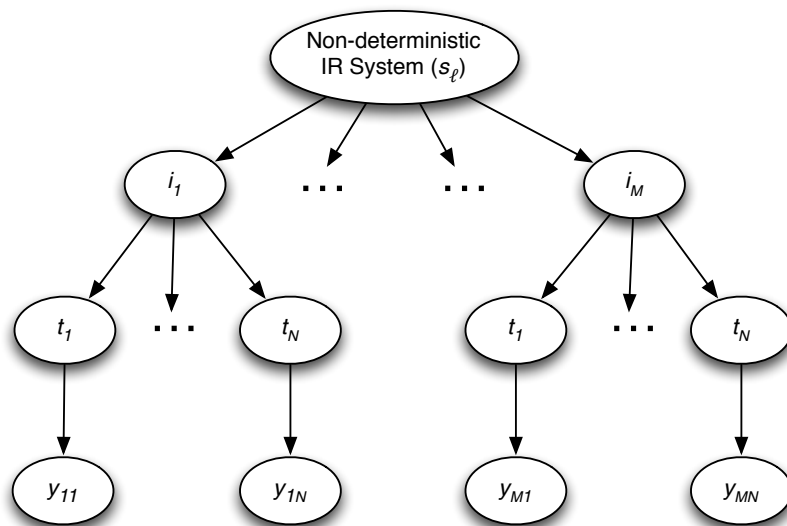 Non-deterministic
IR System (sℓ)
i1 ... ... iM
t1 ... tN t1 ... tN
y11 y1N yM1 yMN